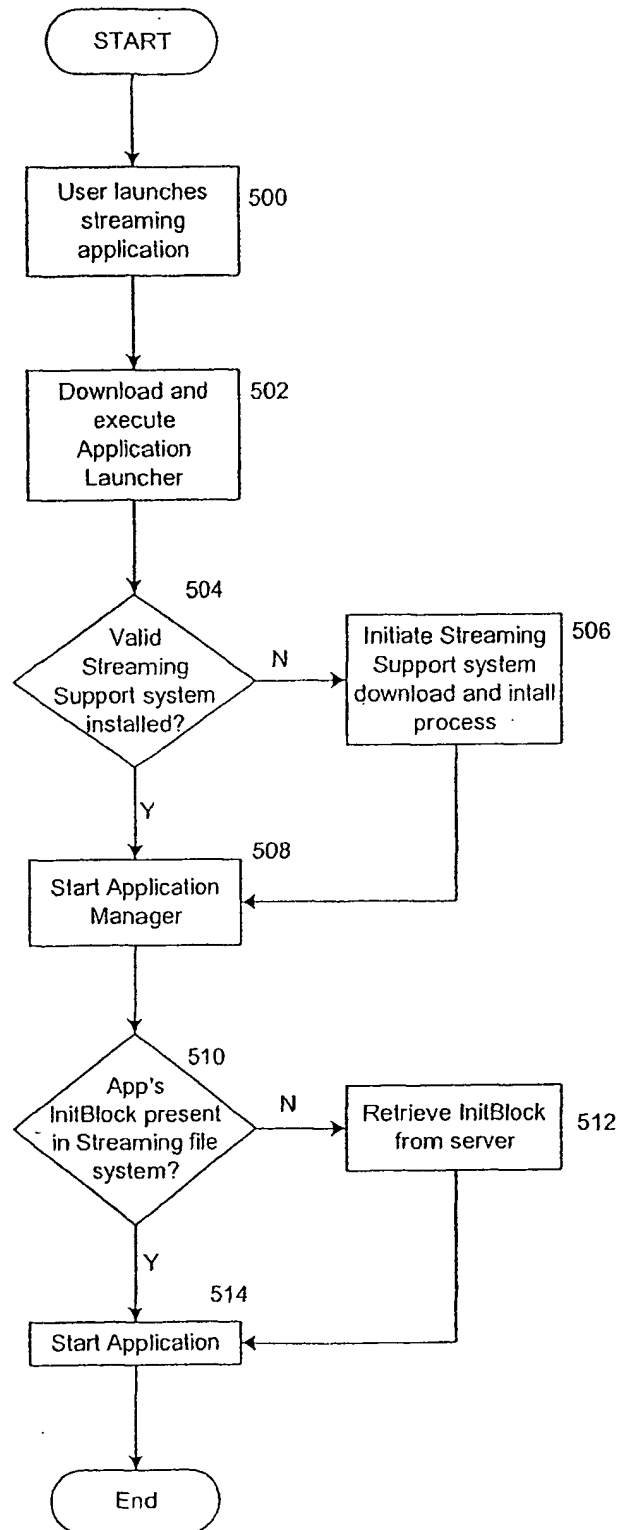 START
User launches
streaming
application
500
Download and
execute
Application
Launcher
502
504
Valid
Streaming
Support system
installed?
N
Initiate Streaming
Support system
download and intall
process
506
Y
508
Start Application
Manager
510
App's
InitBlock present
in Streaming file
system?
N
Retrieve InitBlock
from server
512
Y
514
Start Application
End